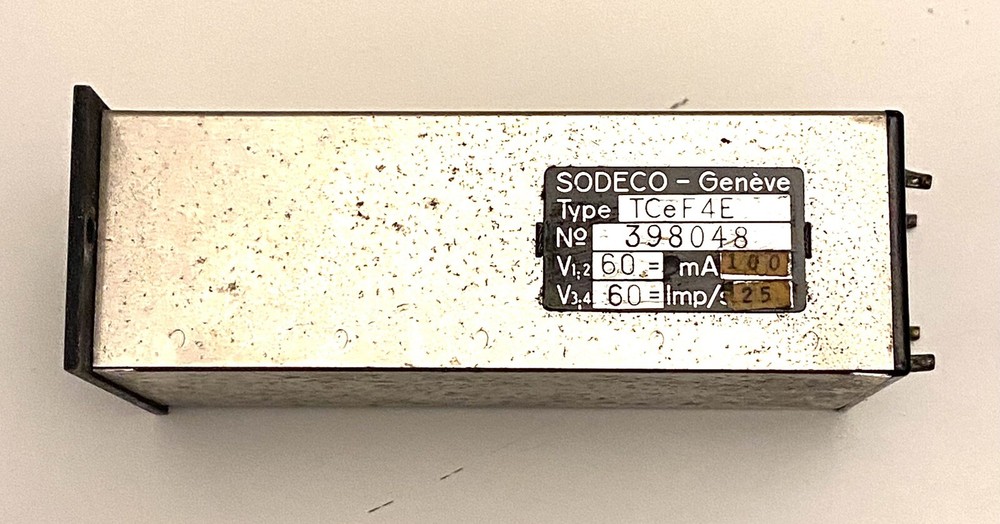 SODECO - Genève
Type TCeF4E
Nº 398048
V1,2 60 = mA 100
V3,4 60 = Imp/s 25